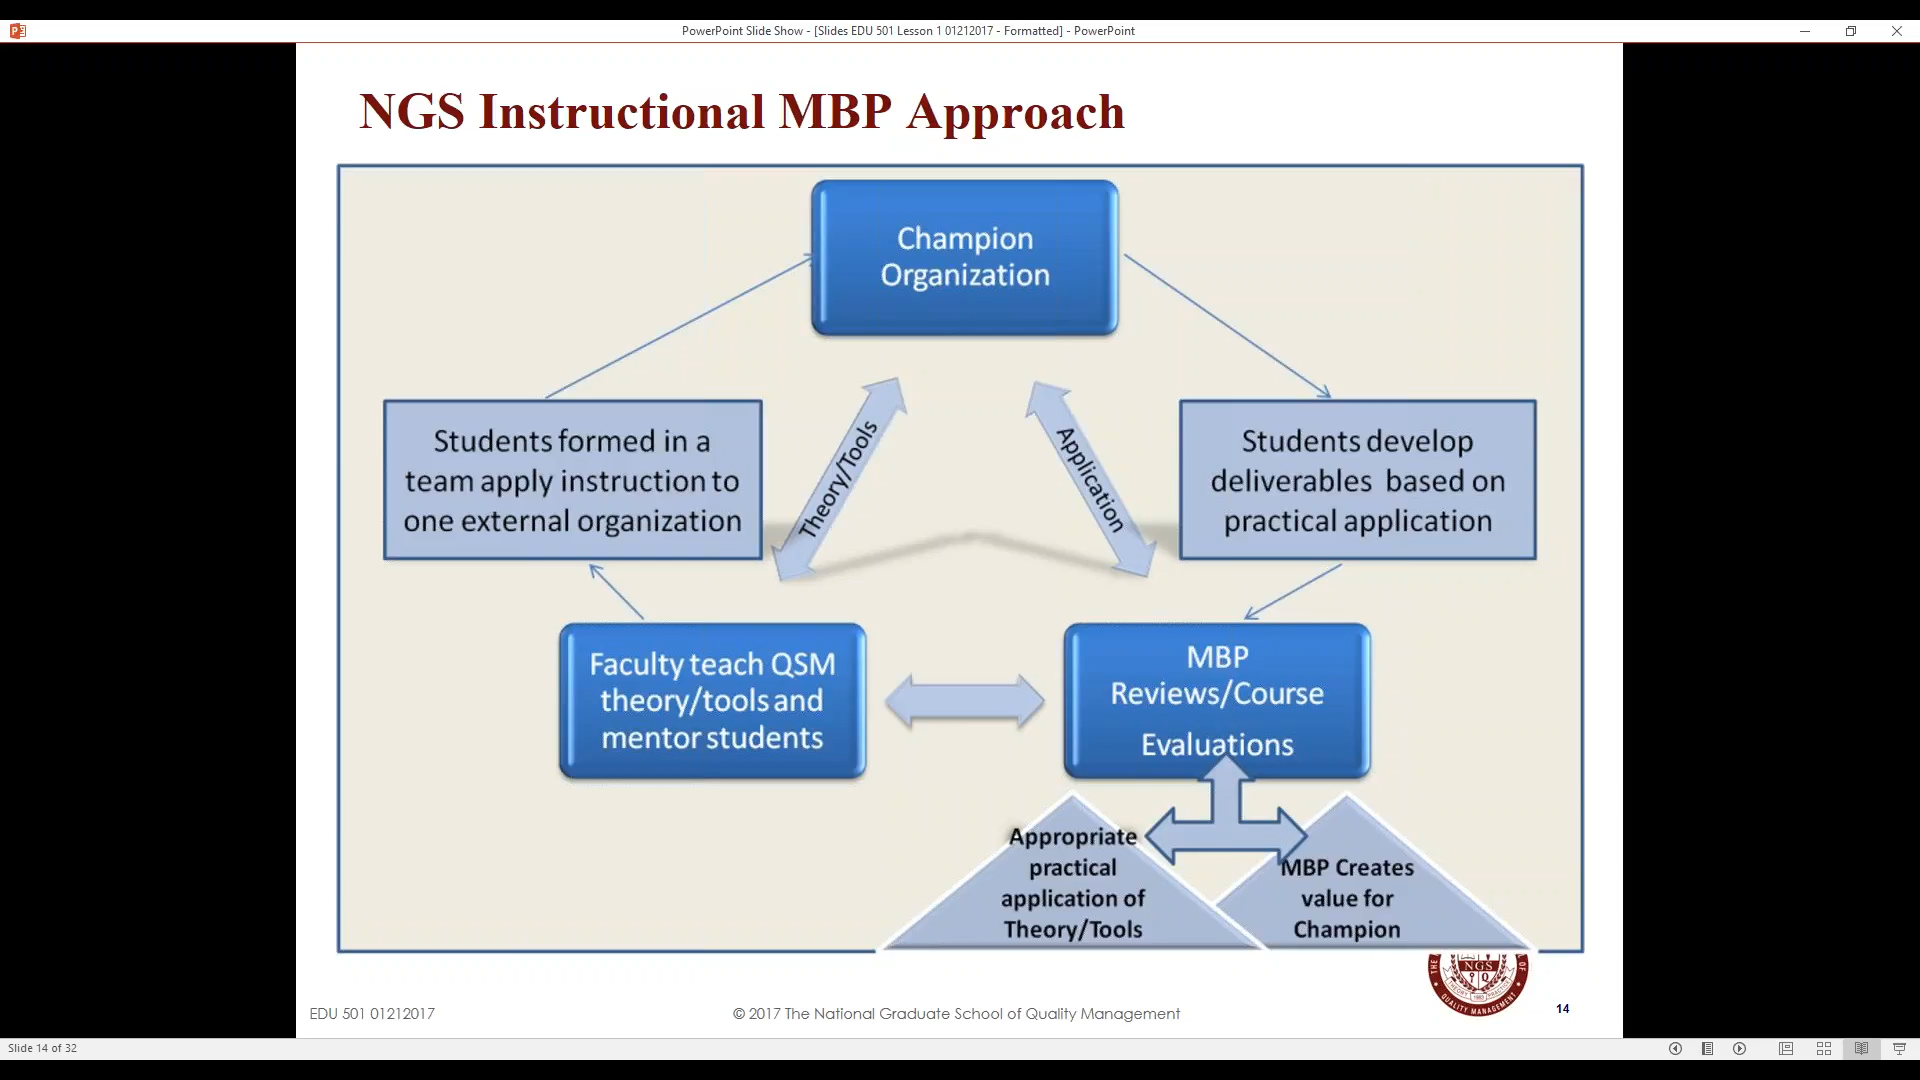 PowerPoint Slide Show - [Slides EDU 501 Lesson 1 01212017 - Formatted] - PowerPoint
NGS Instructional MBP Approach
Champion
Organization
Students formed in a
team apply instruction to
one external organization
Theory/Tools
Application
Students develop
deliverables based on
practical application
Faculty teach QSM
theory/tools and
mentor students
MBP
Reviews/Course
Evaluations
Appropriate
practical
application of
Theory/Tools
MBP Creates
value for
Champion
NGS
QUALITY MANAGEMENT
EDU 501 01212017
© 2017 The National Graduate School of Quality Management
14
Slide 14 of 32